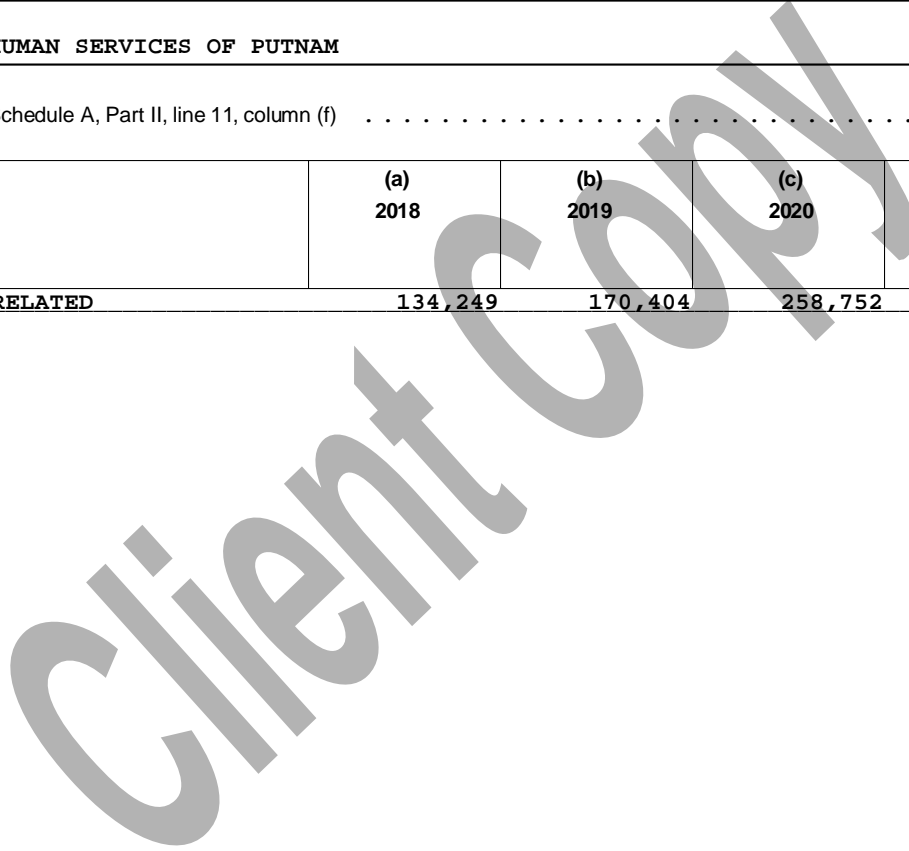 UMAN SERVICES OF PUTNAM
chedule A, Part II, line 11, column (f) . . . . . . . . . . . . . . . . . . . . . . . . . . . . .
(a) (b) (c)
2018 2019 2020
RELATED 134,249 170,404 258,752
Client Copy